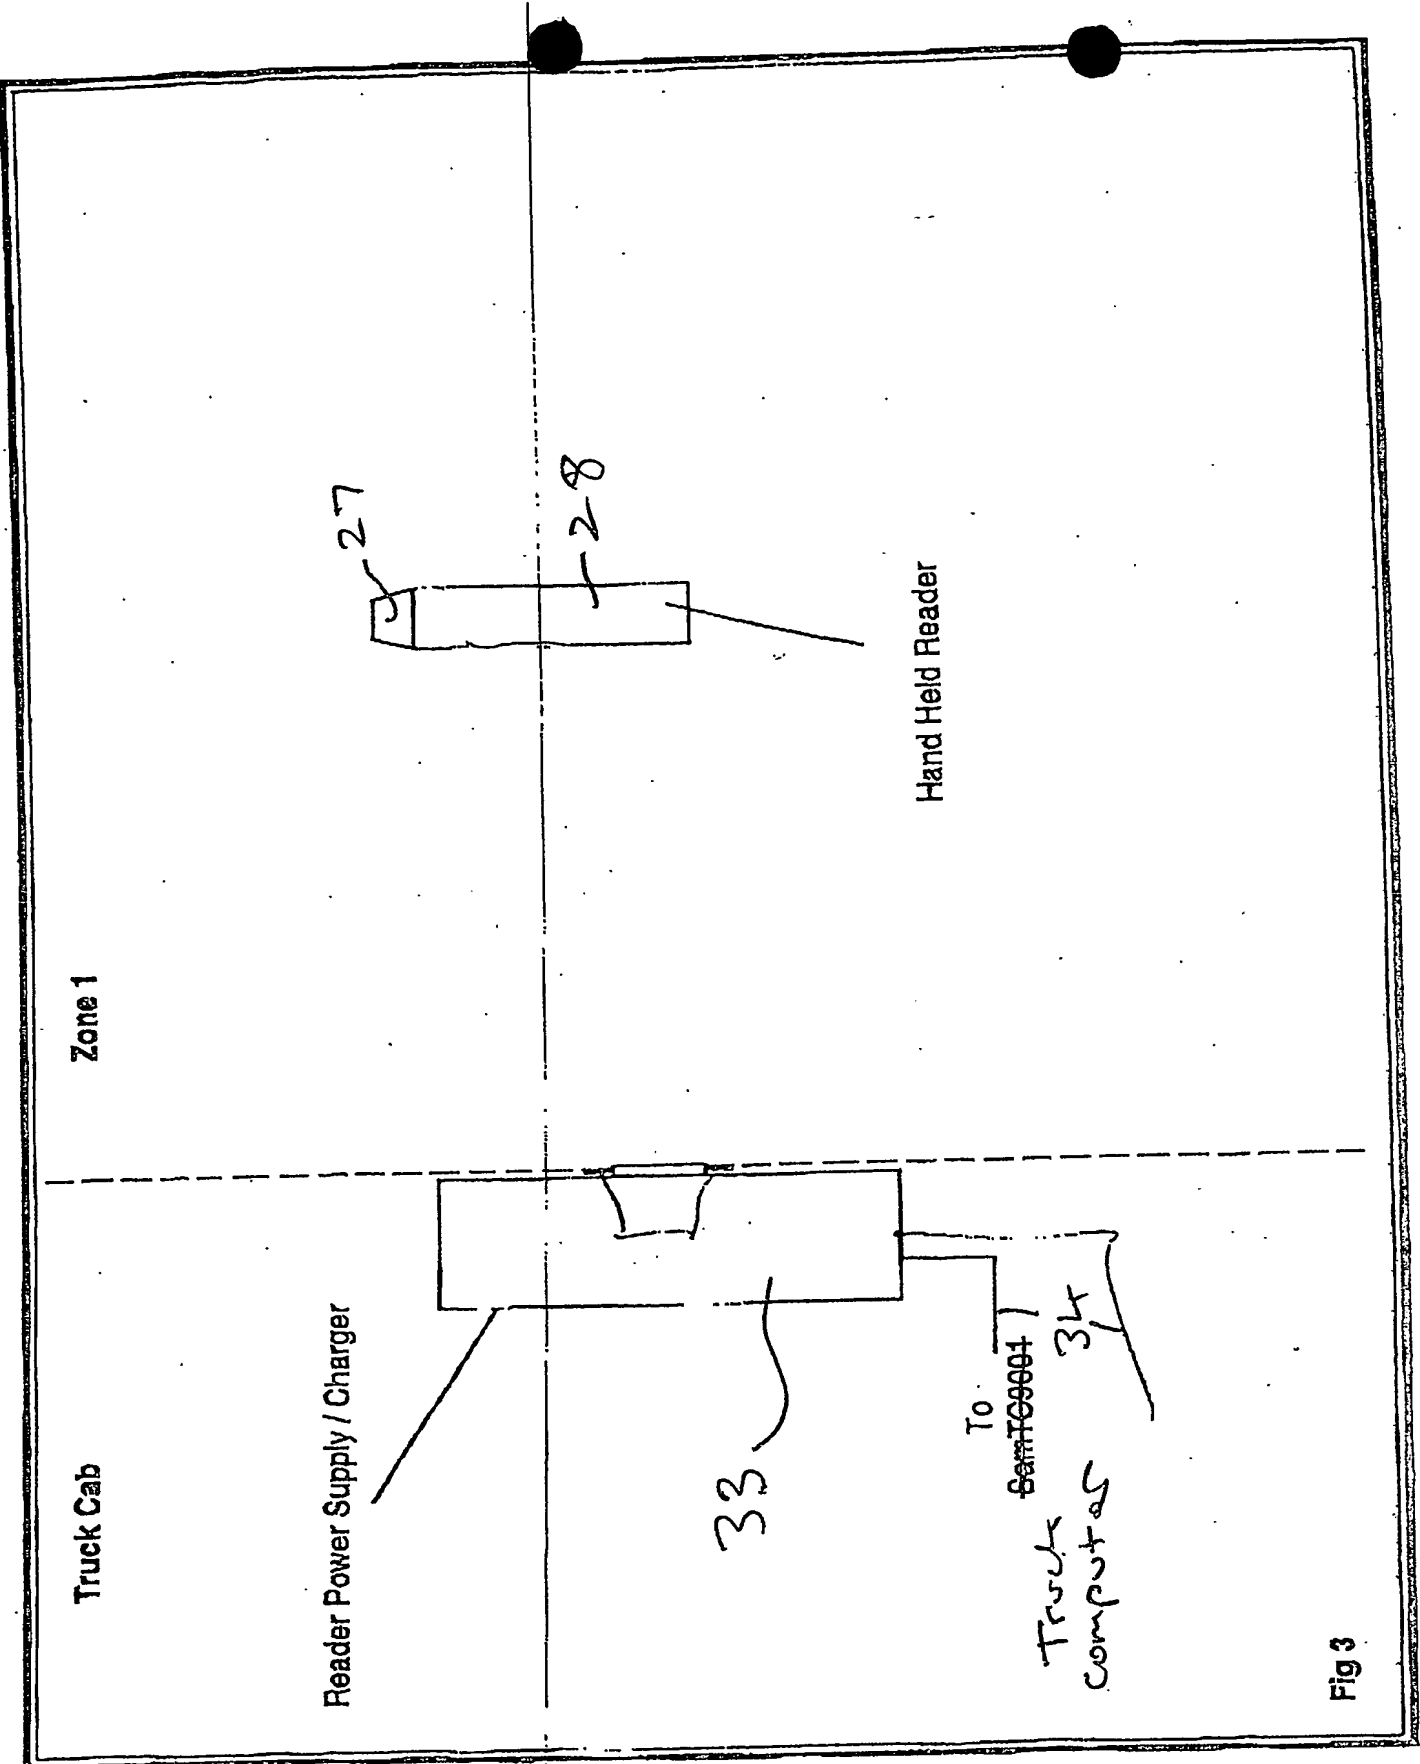 Truck Cab
Zone 1
27
Reader Power Supply / Charger
28
33
Hand Held Reader
To
SamTC9001
Truck
computer
34
Fig 3